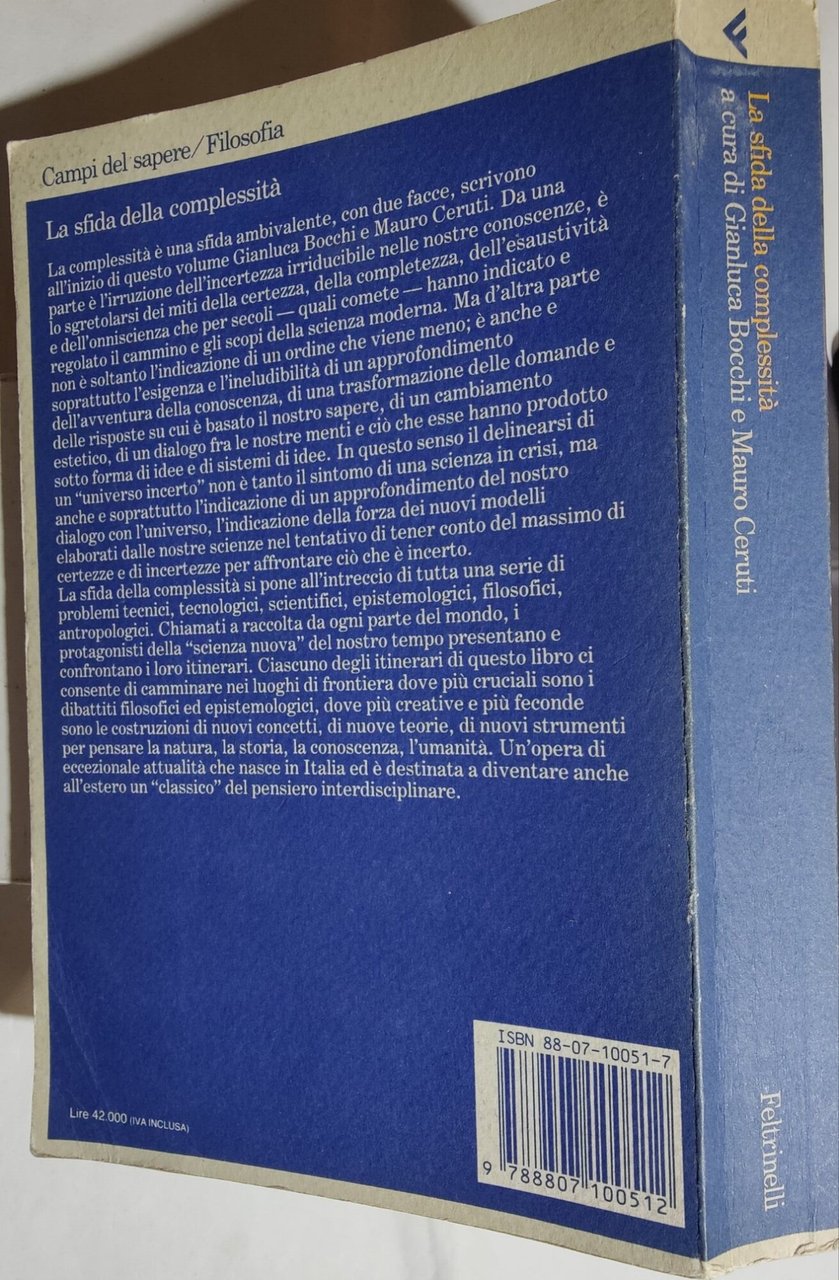 Campi del sapere/Filosofia
La sfida della complessità
La complessità è una sfida ambivalente, con due facce, scrivono
all'inizio di questo volume Gianluca Bocchi e Mauro Ceruti. Da una
parte è l'irruzione dell'incertezza irriducibile nelle nostre conoscenze, è
lo sgretolarsi dei miti della certezza, della completezza, dell'esaustività
e dell'onniscienza che per secoli — quali comete — hanno indicato e
regolato il cammino e gli scopi della scienza moderna. Ma d'altra parte
non è soltanto l'indicazione di un ordine che viene meno; è anche e
soprattutto l'esigenza e l'ineludibilità di un approfondimento
dell'avventura della conoscenza, di una trasformazione delle domande e
delle risposte su cui è basato il nostro sapere, di un cambiamento
estetico, di un dialogo fra le nostre menti e ciò che esse hanno prodotto
sotto forma di idee e di sistemi di idee. In questo senso il delinearsi di
un “universo incerto” non è tanto il sintomo di una scienza in crisi, ma
anche e soprattutto l'indicazione di un approfondimento del nostro
dialogo con l'universo, l'indicazione della forza dei nuovi modelli
elaborati dalle nostre scienze nel tentativo di tener conto del massimo di
certezze e di incertezze per affrontare ciò che è incerto.
La sfida della complessità si pone all'intreccio di tutta una serie di
problemi tecnici, tecnologici, scientifici, epistemologici, filosofici,
antropologici. Chiamati a raccolta da ogni parte del mondo, i
protagonisti della “scienza nuova” del nostro tempo presentano e
confrontano i loro itinerari. Ciascuno degli itinerari di questo libro ci
consente di camminare nei luoghi di frontiera dove più cruciali sono i
dibattiti filosofici ed epistemologici, dove più creative e più feconde
sono le costruzioni di nuovi concetti, di nuove teorie, di nuovi strumenti
per pensare la natura, la storia, la conoscenza, l'umanità. Un'opera di
eccezionale attualità che nasce in Italia ed è destinata a diventare anche
all'estero un “classico” del pensiero interdisciplinare.
Lire 42.000 (IVA INCLUSA)
ISBN 88-07-10051-7
9 788807 100512
La sfida della complessità
a cura di Gianluca Bocchi e Mauro Ceruti
Feltrinelli